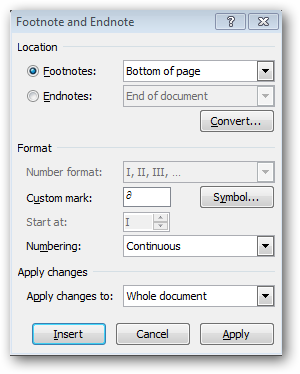 Footnote and Endnote
Location
Footnotes: Bottom of page
Endnotes: End of document
Convert...
Format
Number format: I, II, III, ...
Custom mark: ∂ Symbol...
Start at: I
Numbering: Continuous
Apply changes
Apply changes to: Whole document
Insert Cancel Apply